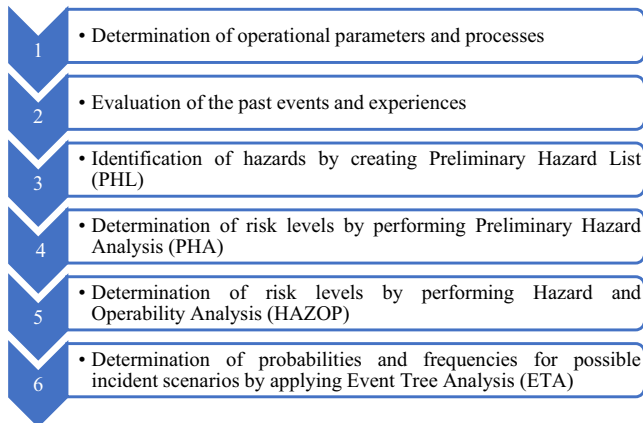 1
• Determination of operational parameters and processes
2
• Evaluation of the past events and experiences
3
• Identification of hazards by creating Preliminary Hazard List
(PHL)
4
• Determination of risk levels by performing Preliminary Hazard
Analysis (PHA)
5
• Determination of risk levels by performing Hazard and
Operability Analysis (HAZOP)
6
• Determination of probabilities and frequencies for possible
incident scenarios by applying Event Tree Analysis (ETA)